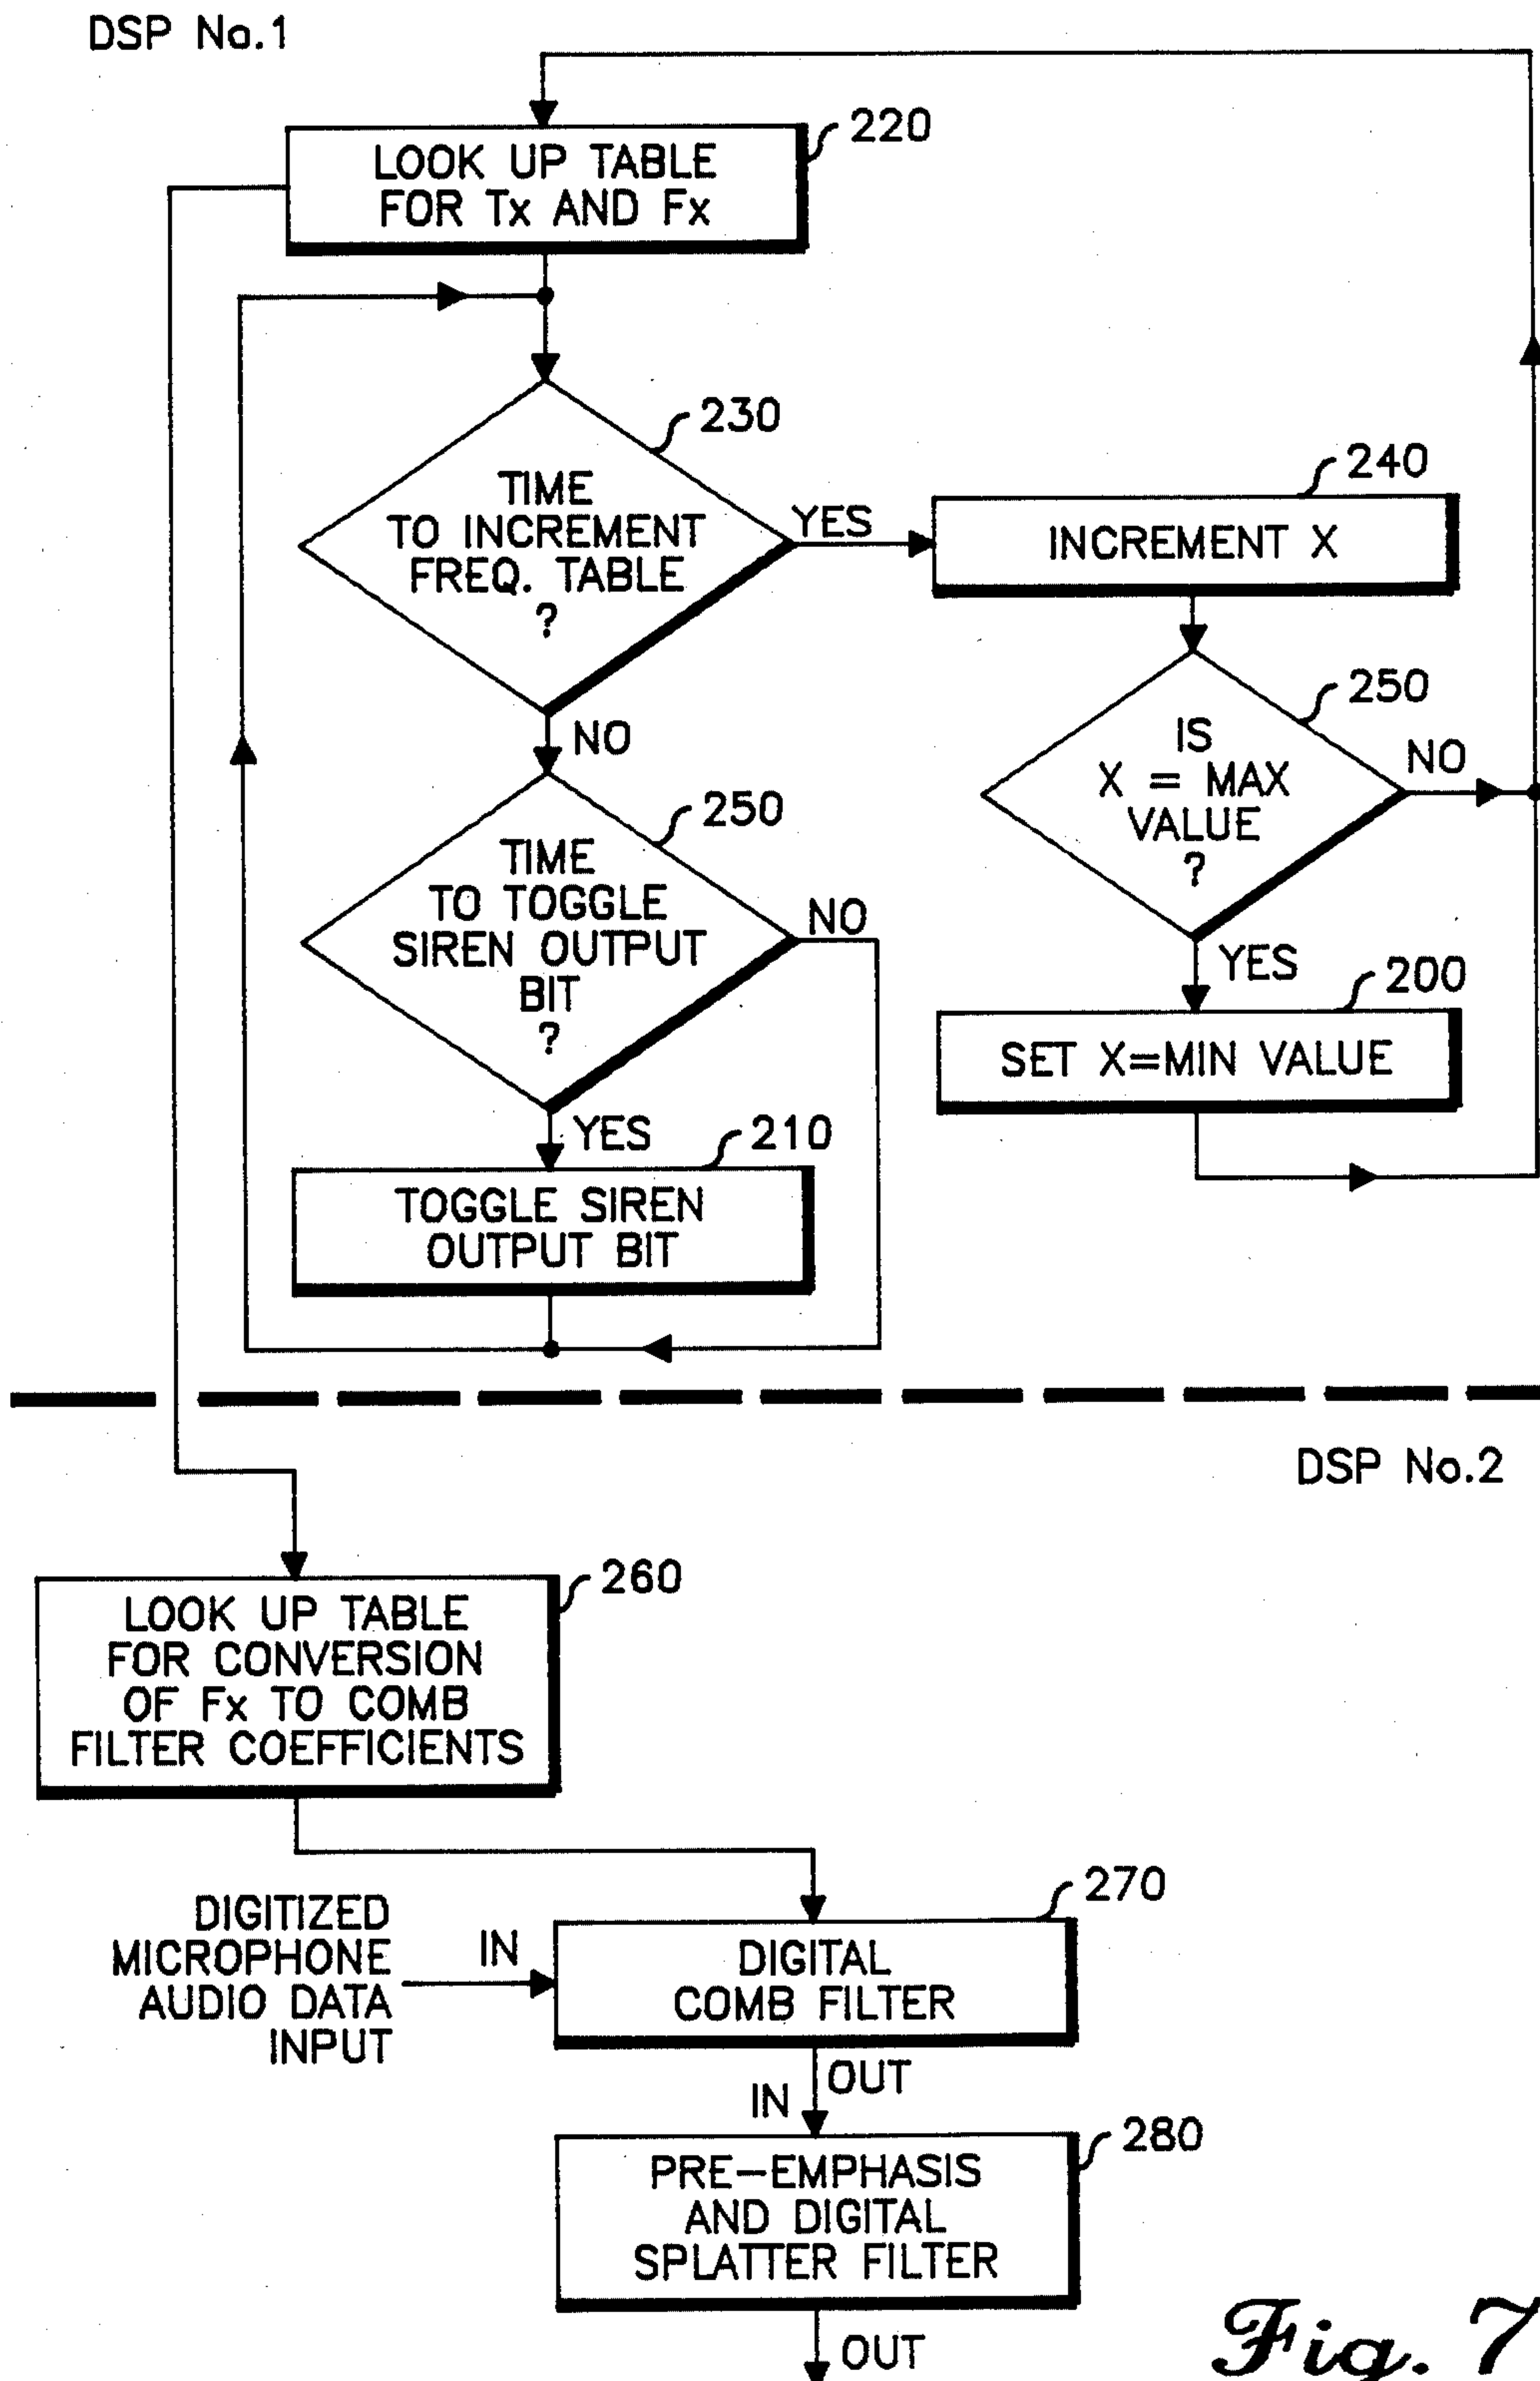 DSP No.1
220
LOOK UP TABLE
FOR Tx AND Fx
230
TIME
TO INCREMENT
FREQ. TABLE
?
YES
240
INCREMENT X
NO
250
IS
X = MAX
VALUE
?
NO
250
TIME
TO TOGGLE
SIREN OUTPUT
BIT
?
NO
YES
200
SET X=MIN VALUE
YES
210
TOGGLE SIREN
OUTPUT BIT
DSP No.2
260
LOOK UP TABLE
FOR CONVERSION
OF Fx TO COMB
FILTER COEFFICIENTS
DIGITIZED
MICROPHONE
AUDIO DATA
INPUT
IN
270
DIGITAL
COMB FILTER
OUT
IN
280
PRE-EMPHASIS
AND DIGITAL
SPLATTER FILTER
OUT
Fig. 7